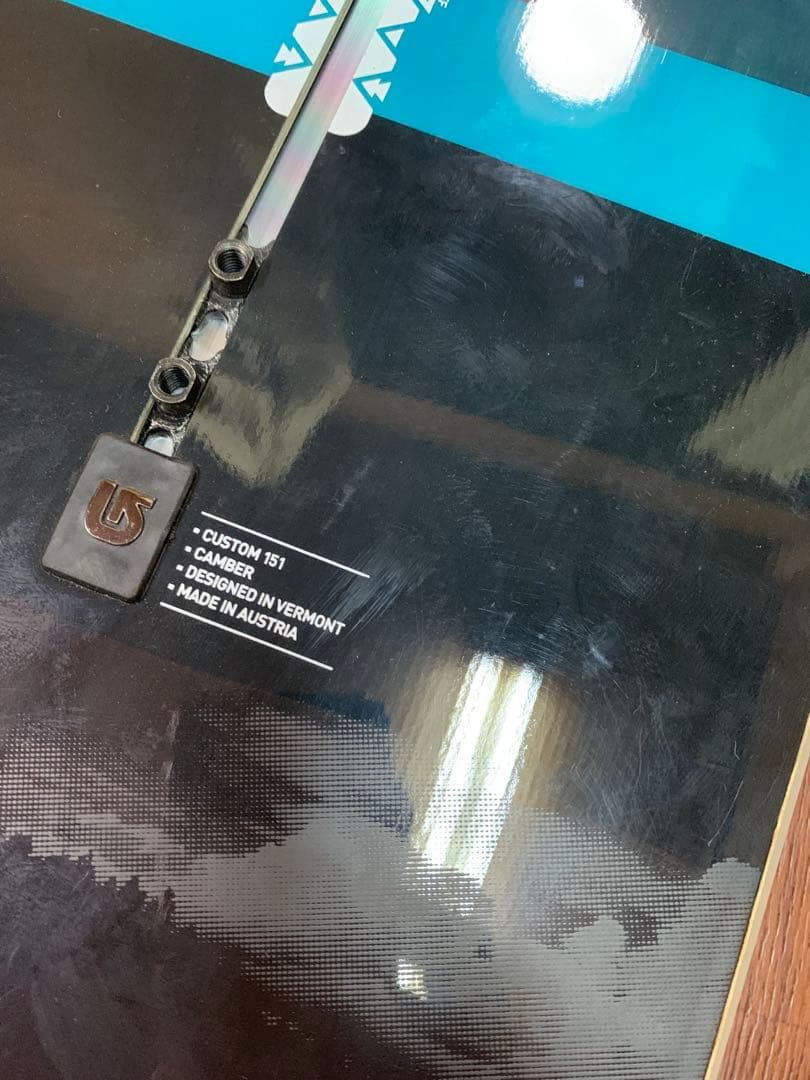 ▪ CUSTOM 151
▪ CAMBER
▪ DESIGNED IN VERMONT
▪ MADE IN AUSTRIA